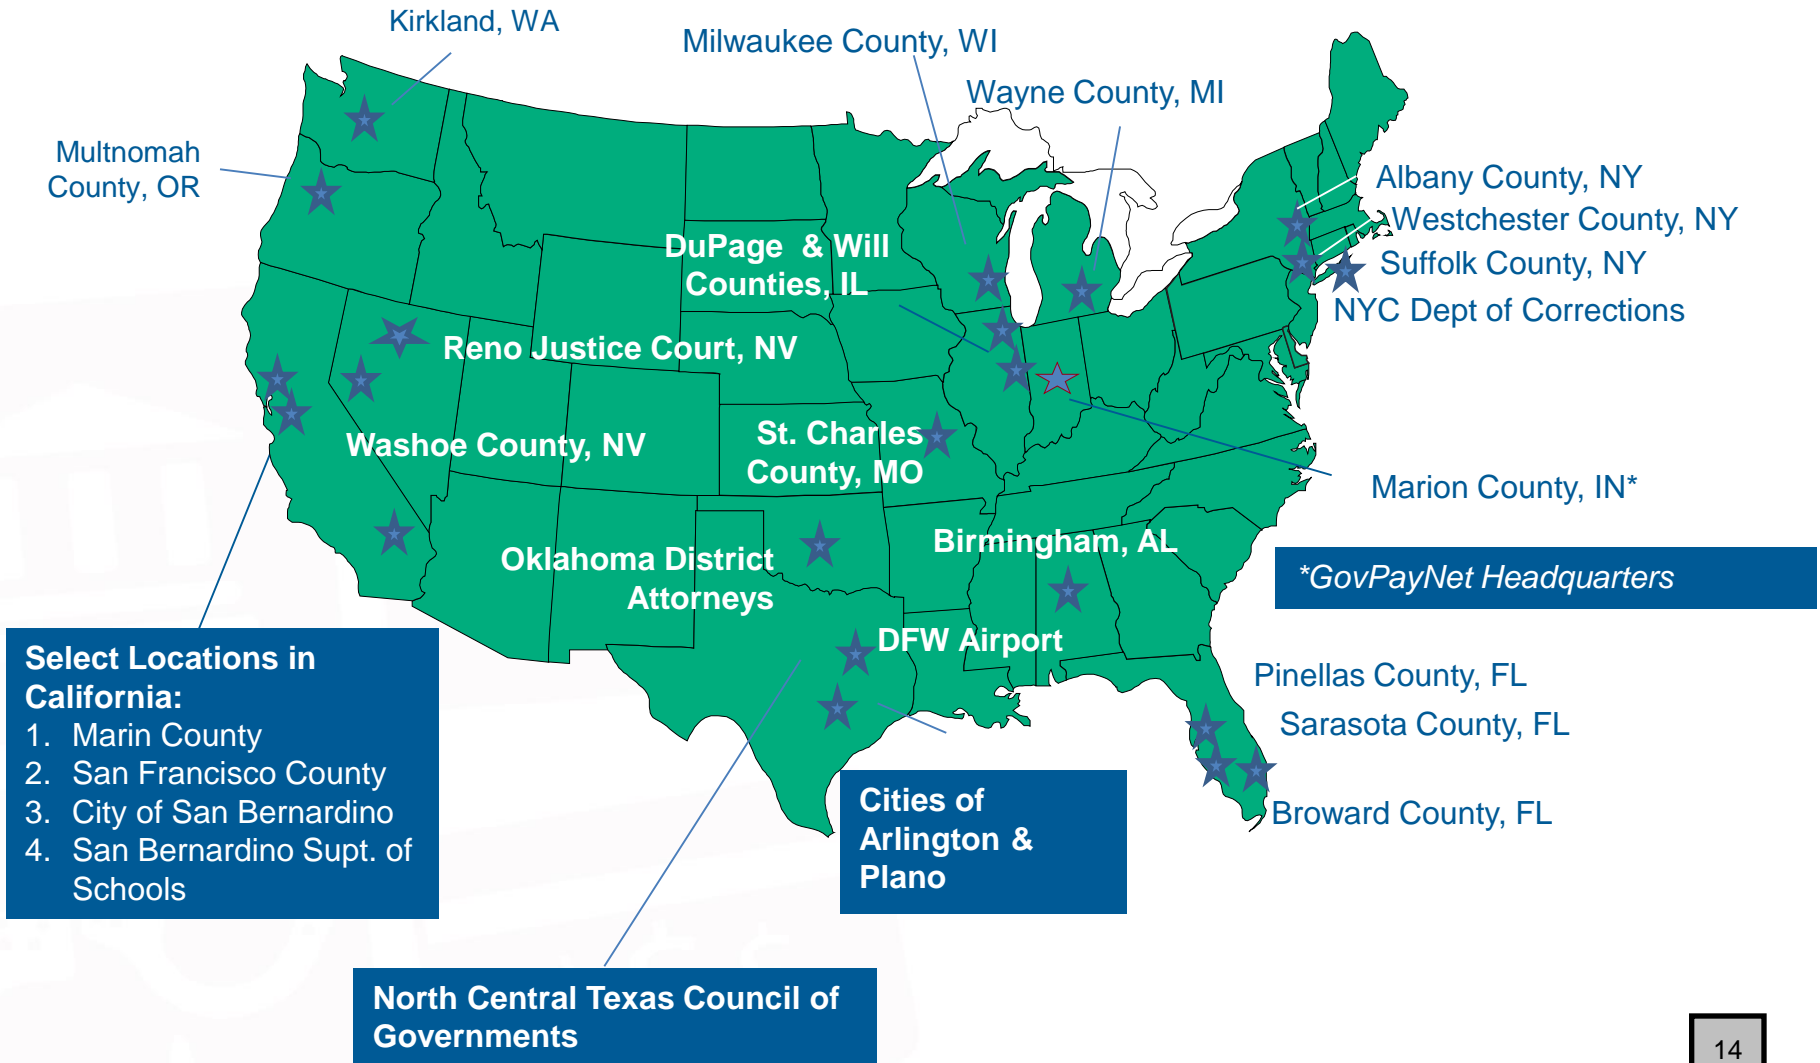 Kirkland, WA
Milwaukee County, WI
Wayne County, MI
Multnomah
County, OR
Albany County, NY
Westchester County, NY
Suffolk County, NY
NYC Dept of Corrections
DuPage & Will
Counties, IL
Reno Justice Court, NV
Washoe County, NV
St. Charles
County, MO
Marion County, IN*
Oklahoma District
Attorneys
Birmingham, AL
*GovPayNet Headquarters
DFW Airport
Select Locations in
California:
1. Marin County
2. San Francisco County
3. City of San Bernardino
4. San Bernardino Supt. of
Schools
Pinellas County, FL
Sarasota County, FL
Broward County, FL
Cities of
Arlington &
Plano
North Central Texas Council of
Governments
14